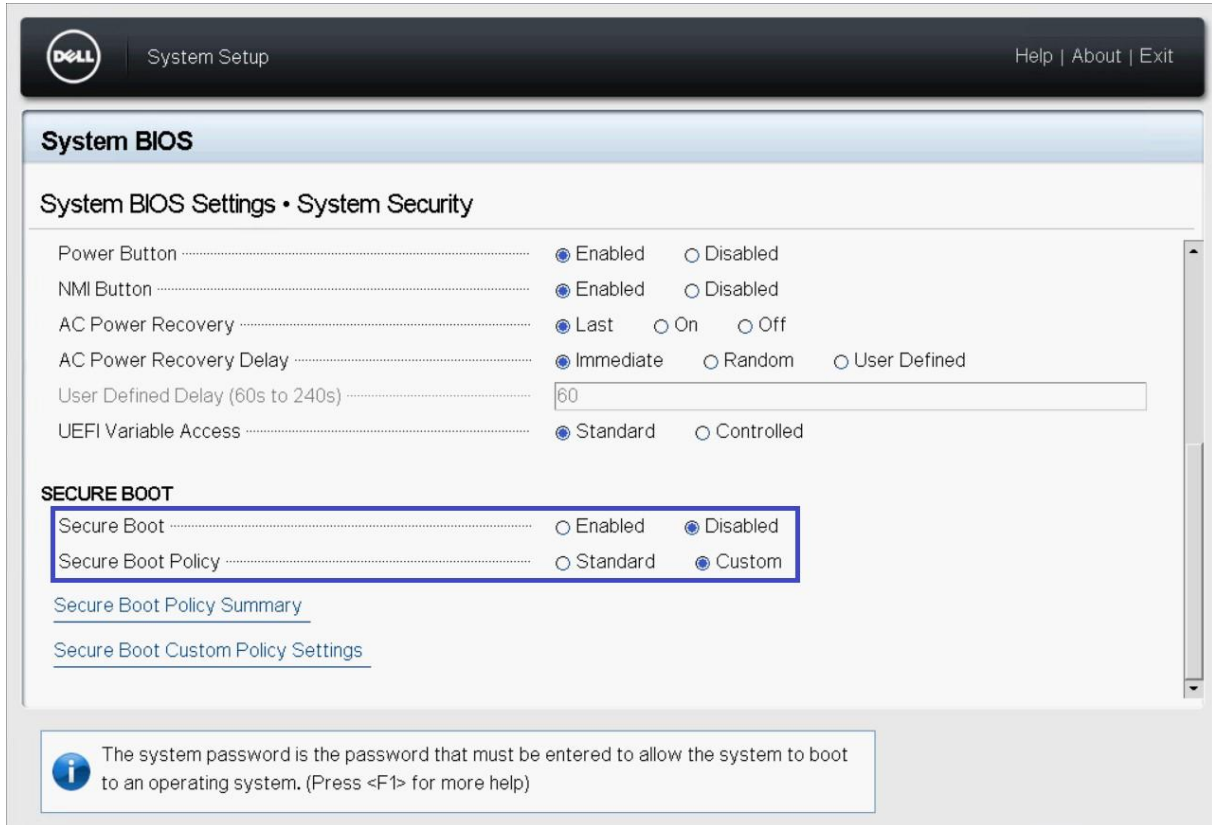 DELL
System Setup
Help | About | Exit
System BIOS
System BIOS Settings • System Security
Power Button Enabled Disabled
NMI Button Enabled Disabled
AC Power Recovery Last On Off
AC Power Recovery Delay Immediate Random User Defined
User Defined Delay (60s to 240s) 60
UEFI Variable Access Standard Controlled
SECURE BOOT
Secure Boot Enabled Disabled
Secure Boot Policy Standard Custom
Secure Boot Policy Summary
Secure Boot Custom Policy Settings
The system password is the password that must be entered to allow the system to boot
to an operating system. (Press <F1> for more help)